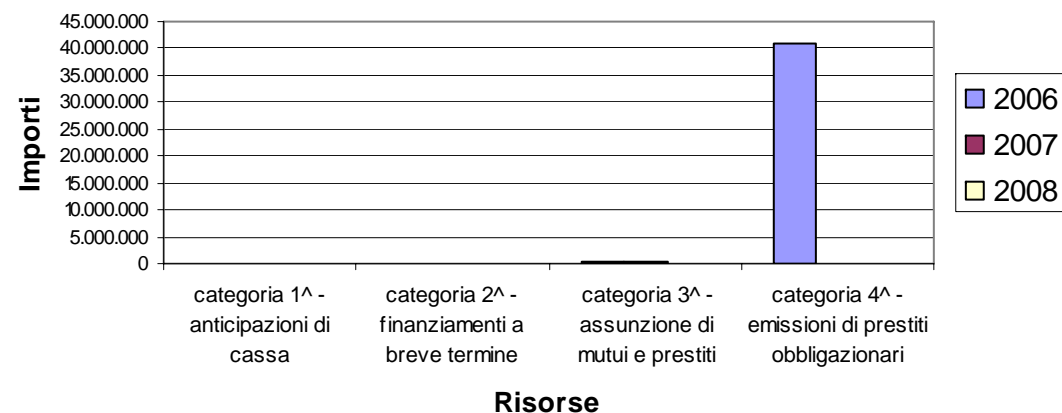 45.000.000
40.000.000
35.000.000
30.000.000
25.000.000
20.000.000
15.000.000
10.000.000
5.000.000
0
Importi
categoria 1^ -
anticipazioni di
cassa
categoria 2^ -
finanziamenti a
breve termine
categoria 3^ -
assunzione di
mutui e prestiti
categoria 4^ -
emissioni di prestiti
obbligazionari
Risorse
2006
2007
2008